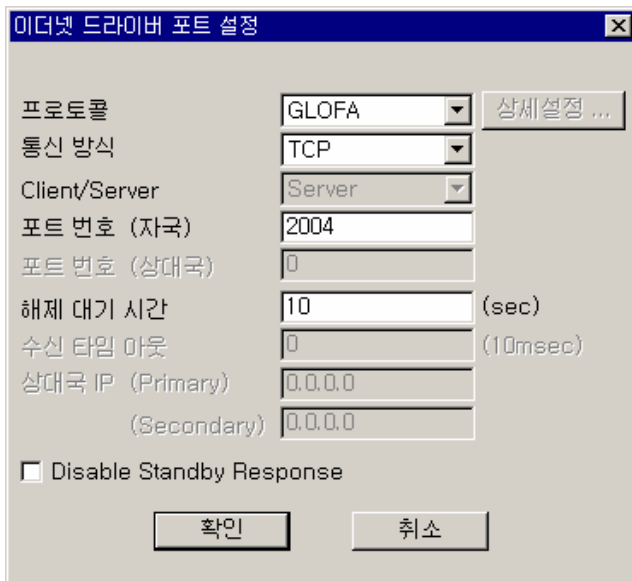 이더넷 드라이버 포트 설정
프로토콜 GLOFA 상세설정 ...
통신 방식 TCP
Client/Server Server
포트 번호 (자국) 2004
포트 번호 (상대국) 0
해제 대기 시간 10 (sec)
수신 타임 아웃 0 (10msec)
상대국 IP (Primary) 0.0.0.0
(Secondary) 0.0.0.0
Disable Standby Response
확인 취소